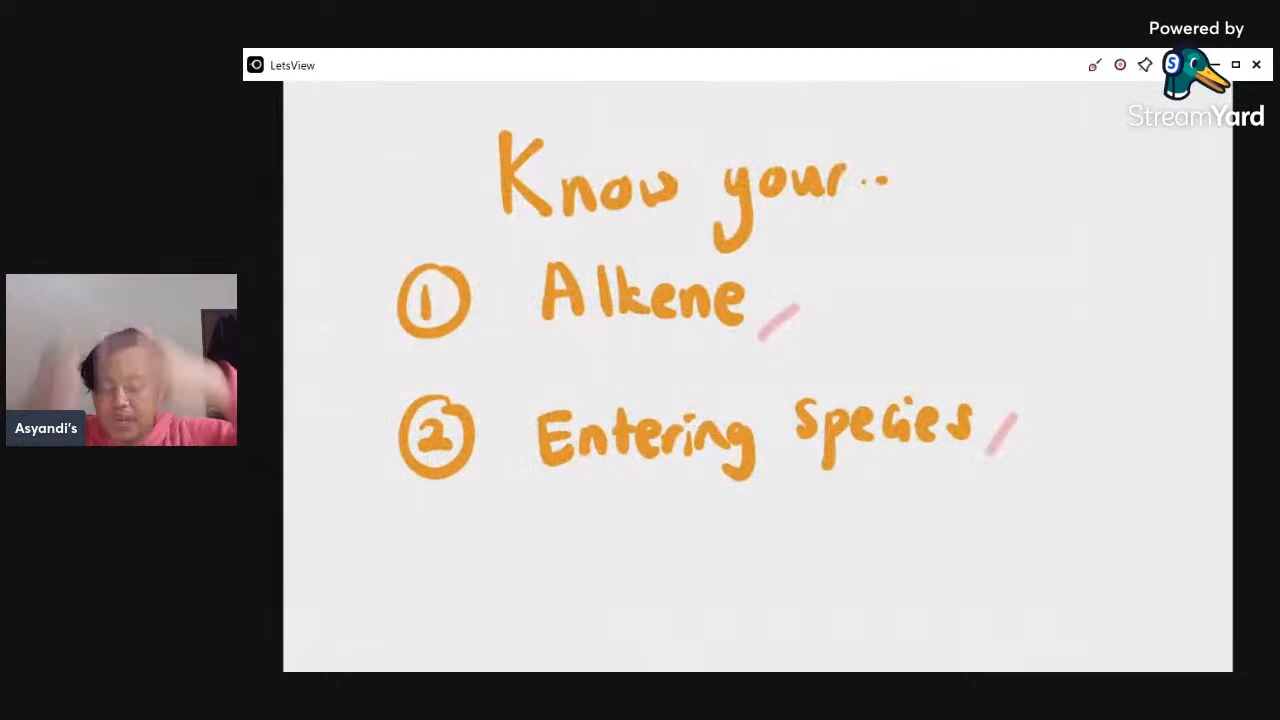 Powered by
LetsView
StreamYard
Know your..
1 Alkene
2 Entering Species
Asyandi's